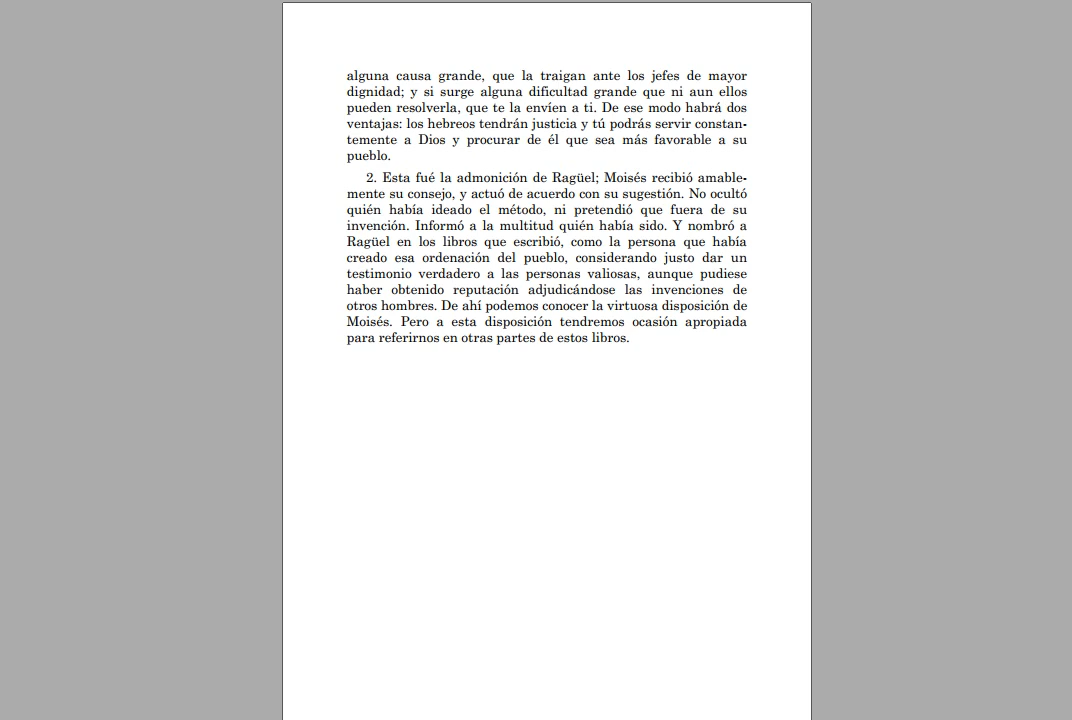 alguna causa grande, que la traigan ante los jefes de mayor
dignidad; y si surge alguna dificultad grande que ni aun ellos
pueden resolverla, que te la envíen a ti. De ese modo habrá dos
ventajas: los hebreos tendrán justicia y tú podrás servir constan-
temente a Dios y procurar de él que sea más favorable a su
pueblo.
2. Esta fué la admonición de Ragüel; Moisés recibió amable-
mente su consejo, y actuó de acuerdo con su sugestión. No ocultó
quién había ideado el método, ni pretendió que fuera de su
invención. Informó a la multitud quién había sido. Y nombró a
Ragüel en los libros que escribió, como la persona que había
creado esa ordenación del pueblo, considerando justo dar un
testimonio verdadero a las personas valiosas, aunque pudiese
haber obtenido reputación adjudicándose las invenciones de
otros hombres. De ahí podemos conocer la virtuosa disposición de
Moisés. Pero a esta disposición tendremos ocasión apropiada
para referirnos en otras partes de estos libros.